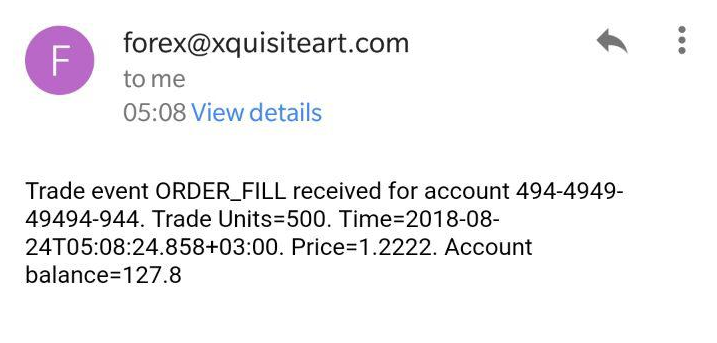 F
forex@xquisiteart.com
to me
05:08 View details
Trade event ORDER_FILL received for account 494-4949-
49494-944. Trade Units=500. Time=2018-08-
24T05:08:24.858+03:00. Price=1.2222. Account
balance=127.8